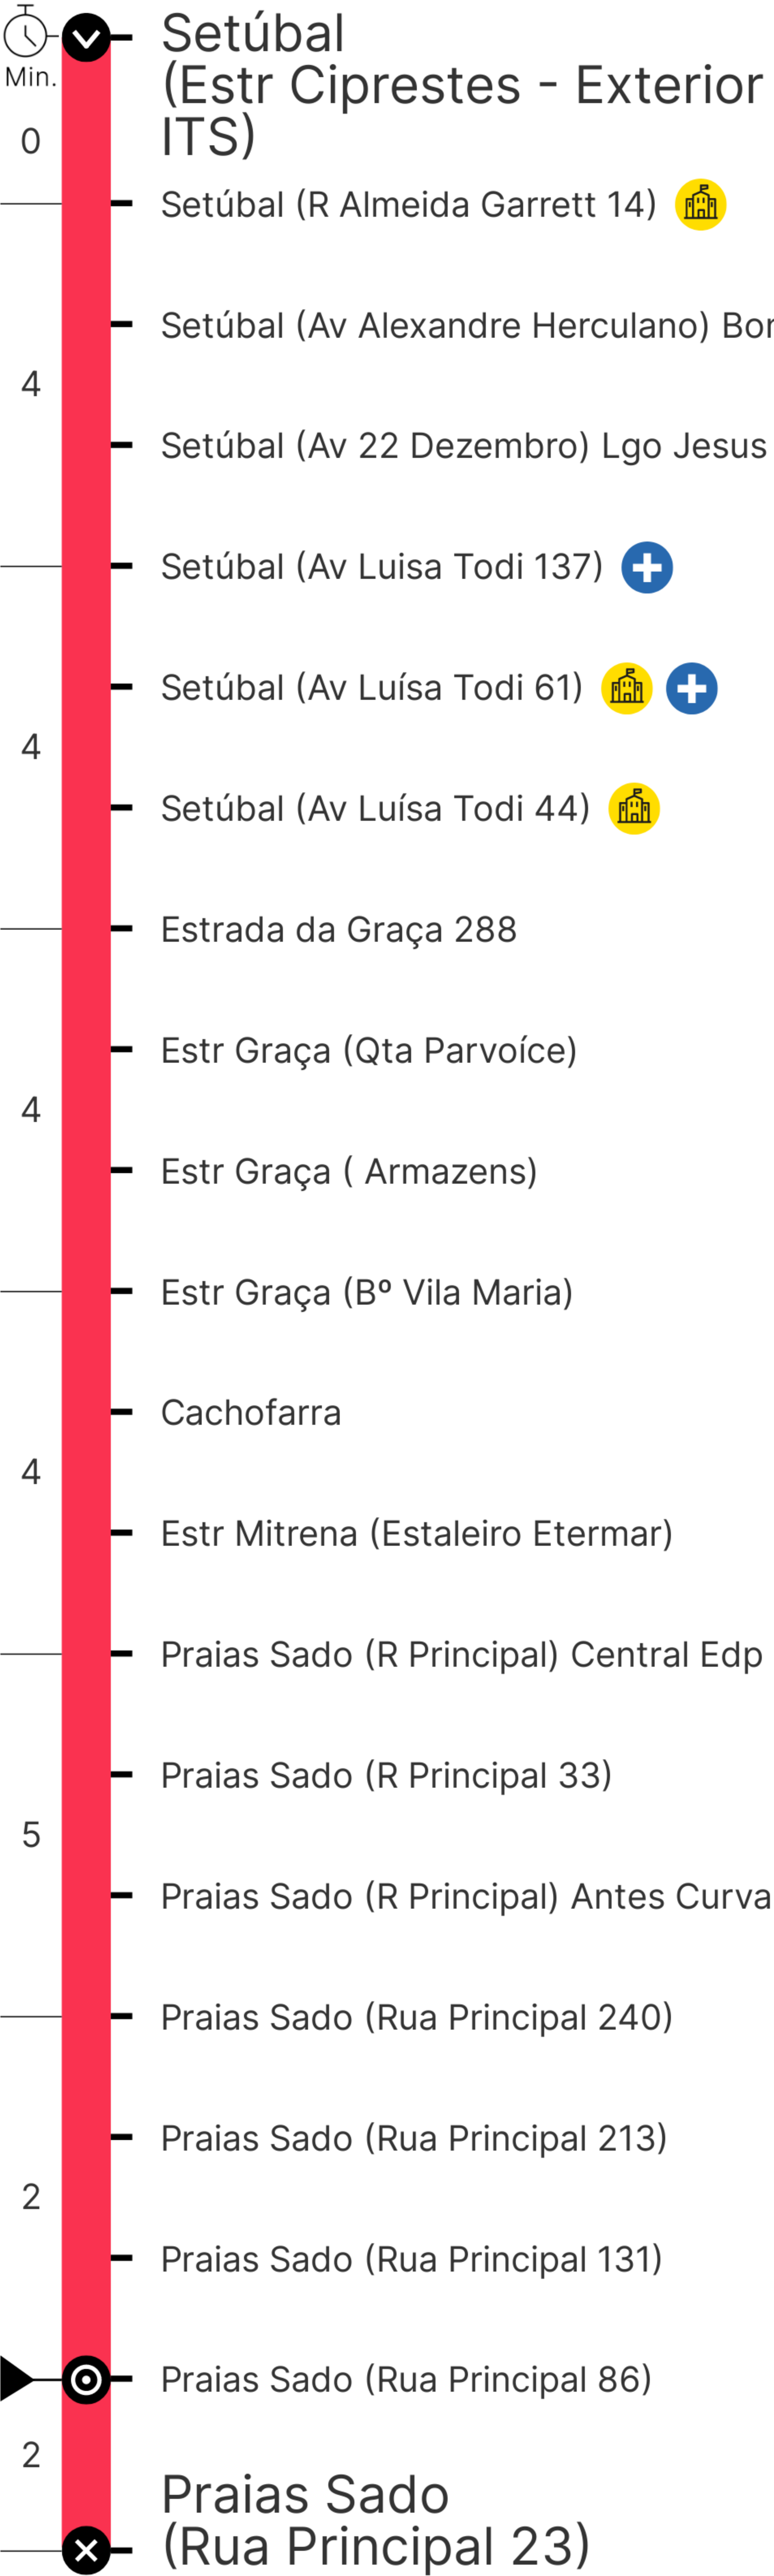 Setúbal
(Estr Ciprestes - Exterior
ITS)
Min.
0
Setúbal (R Almeida Garrett 14)
Setúbal (Av Alexandre Herculano)
4
Setúbal (Av 22 Dezembro) Lgo Jesus
Setúbal (Av Luisa Todi 137)
Setúbal (Av Luísa Todi 61)
4
Setúbal (Av Luísa Todi 44)
Estrada da Graça 288
Estr Graça (Qta Parvoíce)
4
Estr Graça ( Armazens)
Estr Graça (Bº Vila Maria)
Cachofarra
4
Estr Mitrena (Estaleiro Etermar)
Praias Sado (R Principal) Central Edp
Praias Sado (R Principal 33)
5
Praias Sado (R Principal) Antes Curva
Praias Sado (Rua Principal 240)
Praias Sado (Rua Principal 213)
2
Praias Sado (Rua Principal 131)
Praias Sado (Rua Principal 86)
2
Praias Sado
(Rua Principal 23)